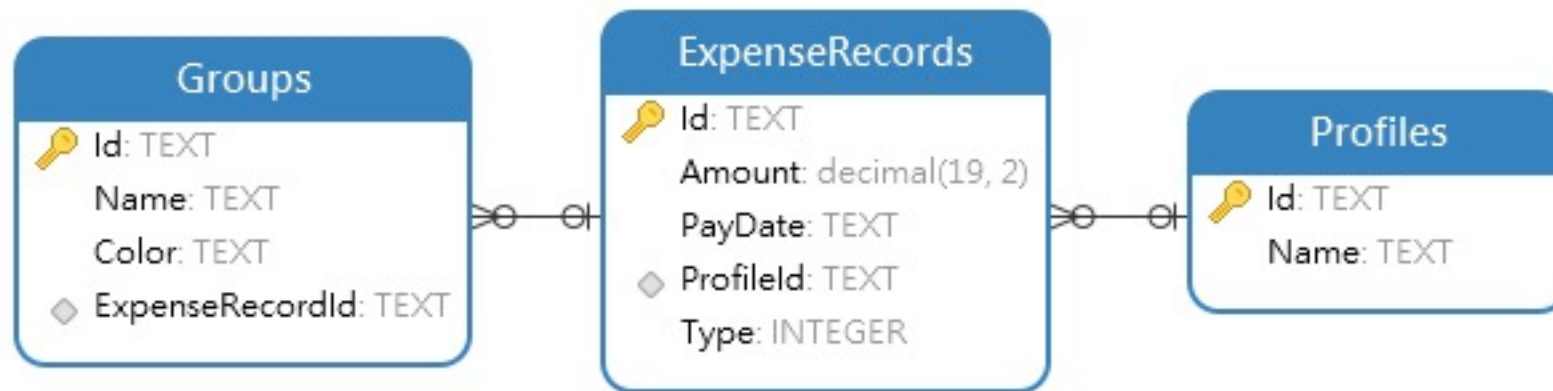 Groups
Id: TEXT
Name: TEXT
Color: TEXT
ExpenseRecordId: TEXT
ExpenseRecords
Id: TEXT
Amount: decimal(19, 2)
PayDate: TEXT
ProfileId: TEXT
Type: INTEGER
Profiles
Id: TEXT
Name: TEXT